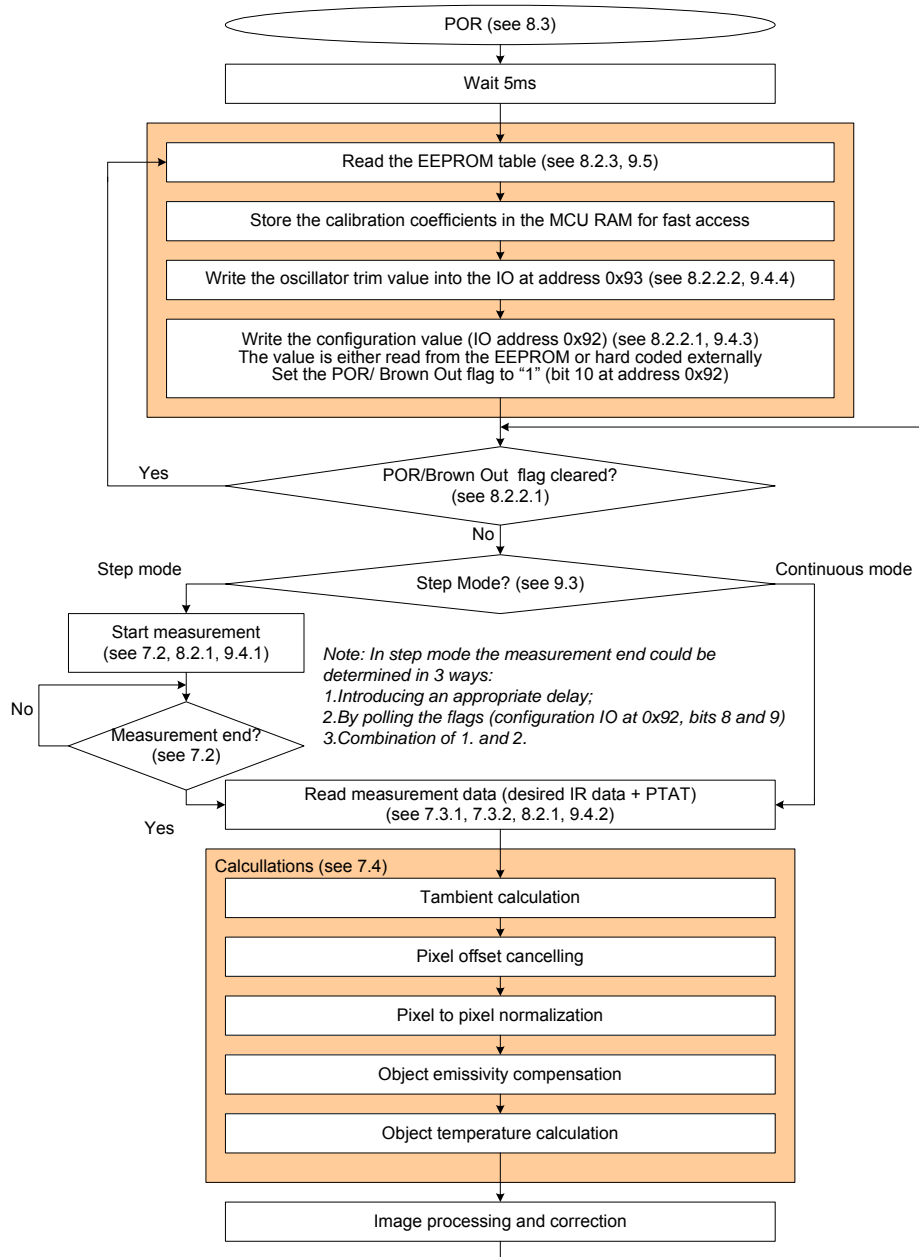 POR (see 8.3)
Wait 5ms
Read the EEPROM table (see 8.2.3, 9.5)
Store the calibration coefficients in the MCU RAM for fast access
Write the oscillator trim value into the IO at address 0x93 (see 8.2.2.2, 9.4.4)
Write the configuration value (IO address 0x92) (see 8.2.2.1, 9.4.3)
The value is either read from the EEPROM or hard coded externally
Set the POR/ Brown Out flag to “1” (bit 10 at address 0x92)
Yes
POR/Brown Out flag cleared?
(see 8.2.2.1)
No
Step mode
Step Mode? (see 9.3)
Continuous mode
Start measurement
(see 7.2, 8.2.1, 9.4.1)
Note: In step mode the measurement end could be
determined in 3 ways:
1.Introducing an appropriate delay;
2.By polling the flags (configuration IO at 0x92, bits 8 and 9)
3.Combination of 1. and 2.
No
Measurement end?
(see 7.2)
Yes
Read measurement data (desired IR data + PTAT)
(see 7.3.1, 7.3.2, 8.2.1, 9.4.2)
Calcullations (see 7.4)
Tambient calculation
Pixel offset cancelling
Pixel to pixel normalization
Object emissivity compensation
Object temperature calculation
Image processing and correction